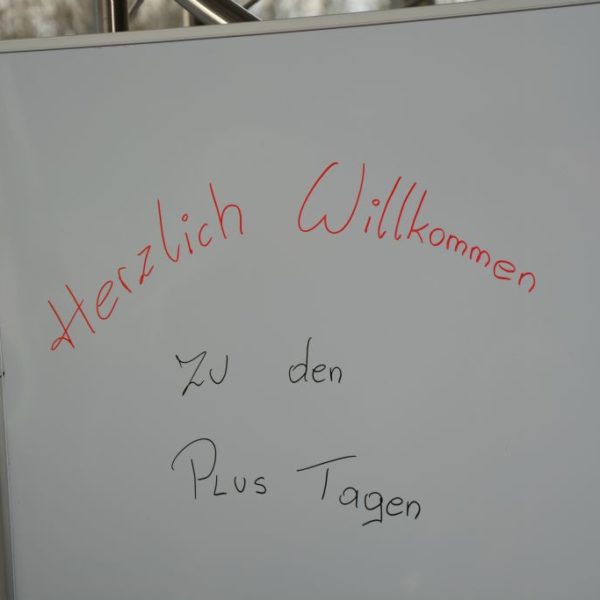 Herzlich Willkommen
zu den
Plus Tagen